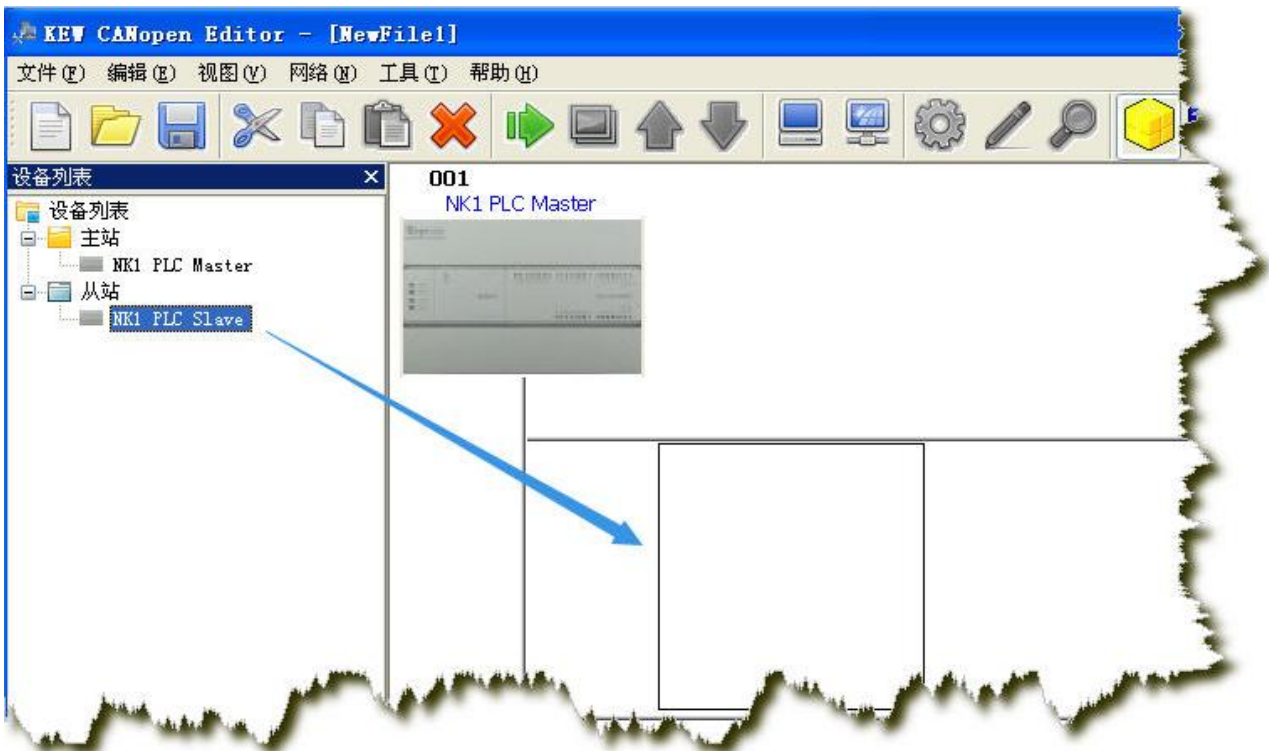 KEW CANopen Editor - [NewFile1]
文件(F) 编辑(E) 视图(V) 网络(N) 工具(T) 帮助(H)
设备列表
设备列表
主站
NK1 PLC Master
从站
NK1 PLC Slave
001
NK1 PLC Master